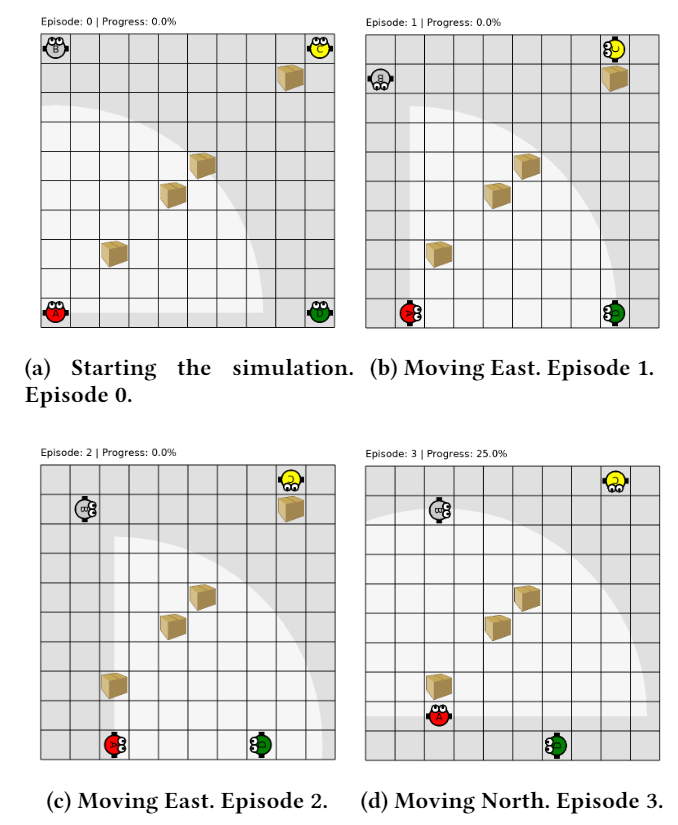 Episode: 0 | Progress: 0.0%
Episode: 1 | Progress: 0.0%
B
C
C
B
A
D
A
D
(a) Starting the simulation.
Episode 0.
(b) Moving East. Episode 1.
Episode: 2 | Progress: 0.0%
Episode: 3 | Progress: 25.0%
C
C
B
B
A
A
D
D
(c) Moving East. Episode 2.
(d) Moving North. Episode 3.